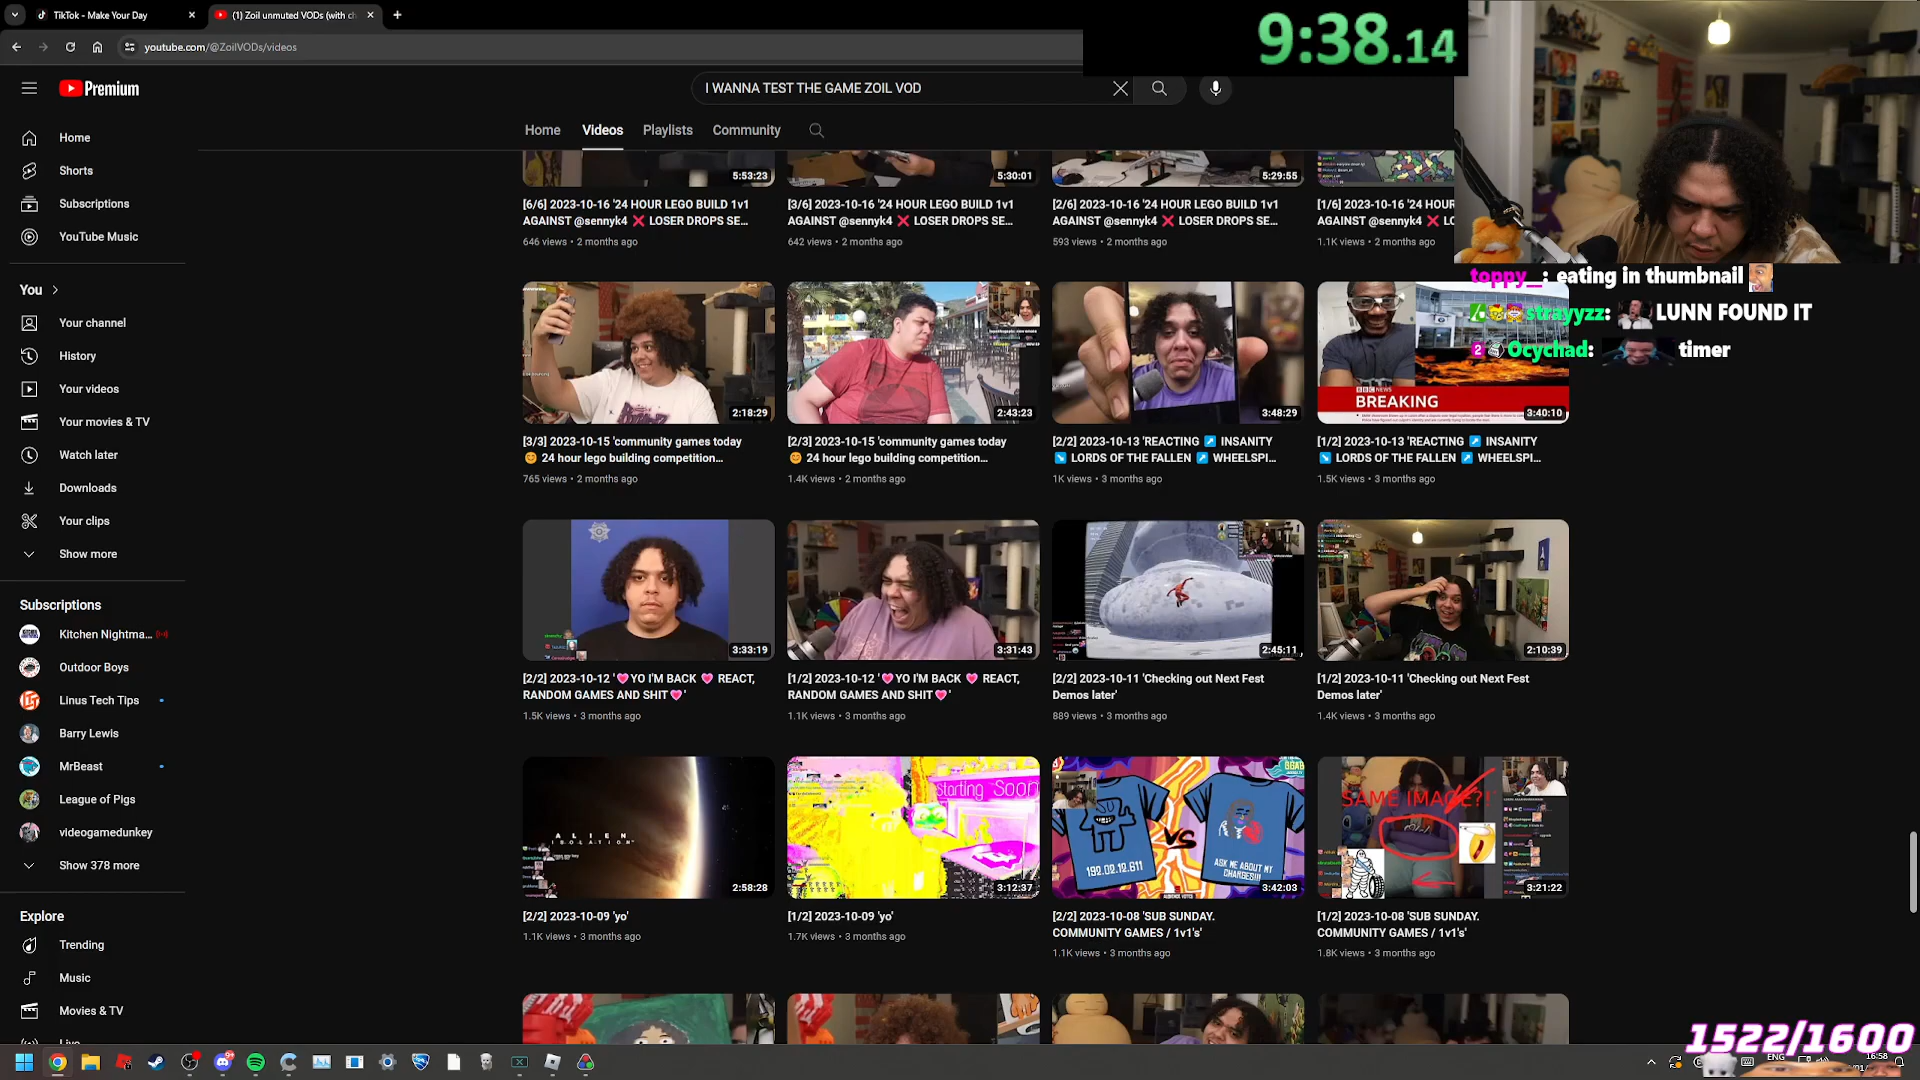 TikTok - Make Your Day
(1) Zoil unmuted VODs (with ch
youtube.com/@ZoilVODs/videos
9:38.14
Premium
I WANNA TEST THE GAME ZOIL VOD
Home
Videos
Playlists
Community
Home
Shorts
Subscriptions
YouTube Music
You
Your channel
History
Your videos
Your movies & TV
Watch later
Downloads
Your clips
Show more
Subscriptions
Kitchen Nightma...
Outdoor Boys
Linus Tech Tips
Barry Lewis
MrBeast
League of Pigs
videogamedunkey
Show 378 more
Explore
Trending
Music
Movies & TV
5:53:23
5:30:01
5:29:55
[6/6] 2023-10-16 '24 HOUR LEGO BUILD 1v1
AGAINST @sennyk4 ❌ LOSER DROPS SE...
646 views • 2 months ago
[3/6] 2023-10-16 '24 HOUR LEGO BUILD 1v1
AGAINST @sennyk4 ❌ LOSER DROPS SE...
642 views • 2 months ago
[2/6] 2023-10-16 '24 HOUR LEGO BUILD 1v1
AGAINST @sennyk4 ❌ LOSER DROPS SE...
593 views • 2 months ago
[1/6] 2023-10-16 '24 HOUR LEGO BUILD 1v1
AGAINST @sennyk4 ❌ LO
1.1K views • 2 months ago
toppy_: eating in thumbnail
strayyzz: LUNN FOUND IT
Ocychad: timer
2:18:29
2:43:23
3:48:29
BBC NEWS
BREAKING
3:40:10
[3/3] 2023-10-15 'community games today
😊 24 hour lego building competition...
765 views • 2 months ago
[2/3] 2023-10-15 'community games today
😊 24 hour lego building competition...
1.4K views • 2 months ago
[2/2] 2023-10-13 'REACTING ↗️ INSANITY
↘️ LORDS OF THE FALLEN ↗️ WHEELSPI...
1K views • 3 months ago
[1/2] 2023-10-13 'REACTING ↗️ INSANITY
↘️ LORDS OF THE FALLEN ↗️ WHEELSPI...
1.5K views • 3 months ago
3:33:19
3:31:43
2:45:11
2:10:39
[2/2] 2023-10-12 '💗YO I'M BACK 💗 REACT,
RANDOM GAMES AND SHIT💗'
1.5K views • 3 months ago
[1/2] 2023-10-12 '💗YO I'M BACK 💗 REACT,
RANDOM GAMES AND SHIT💗'
1.1K views • 3 months ago
[2/2] 2023-10-11 'Checking out Next Fest
Demos later'
889 views • 3 months ago
[1/2] 2023-10-11 'Checking out Next Fest
Demos later'
1.4K views • 3 months ago
ALIEN
ISOLATION
2:58:28
Starting Soon
3:12:37
192.02.12.611
VS
ASK ME ABOUT MY
CHARGES!!!!
3:42:03
SAME IMAGE?!
3:21:22
[2/2] 2023-10-09 'yo'
1.1K views • 3 months ago
[1/2] 2023-10-09 'yo'
1.7K views • 3 months ago
[2/2] 2023-10-08 'SUB SUNDAY.
COMMUNITY GAMES / 1v1's'
1.1K views • 3 months ago
[1/2] 2023-10-08 'SUB SUNDAY.
COMMUNITY GAMES / 1v1's'
1.8K views • 3 months ago
1522/1600
ENG
16:58